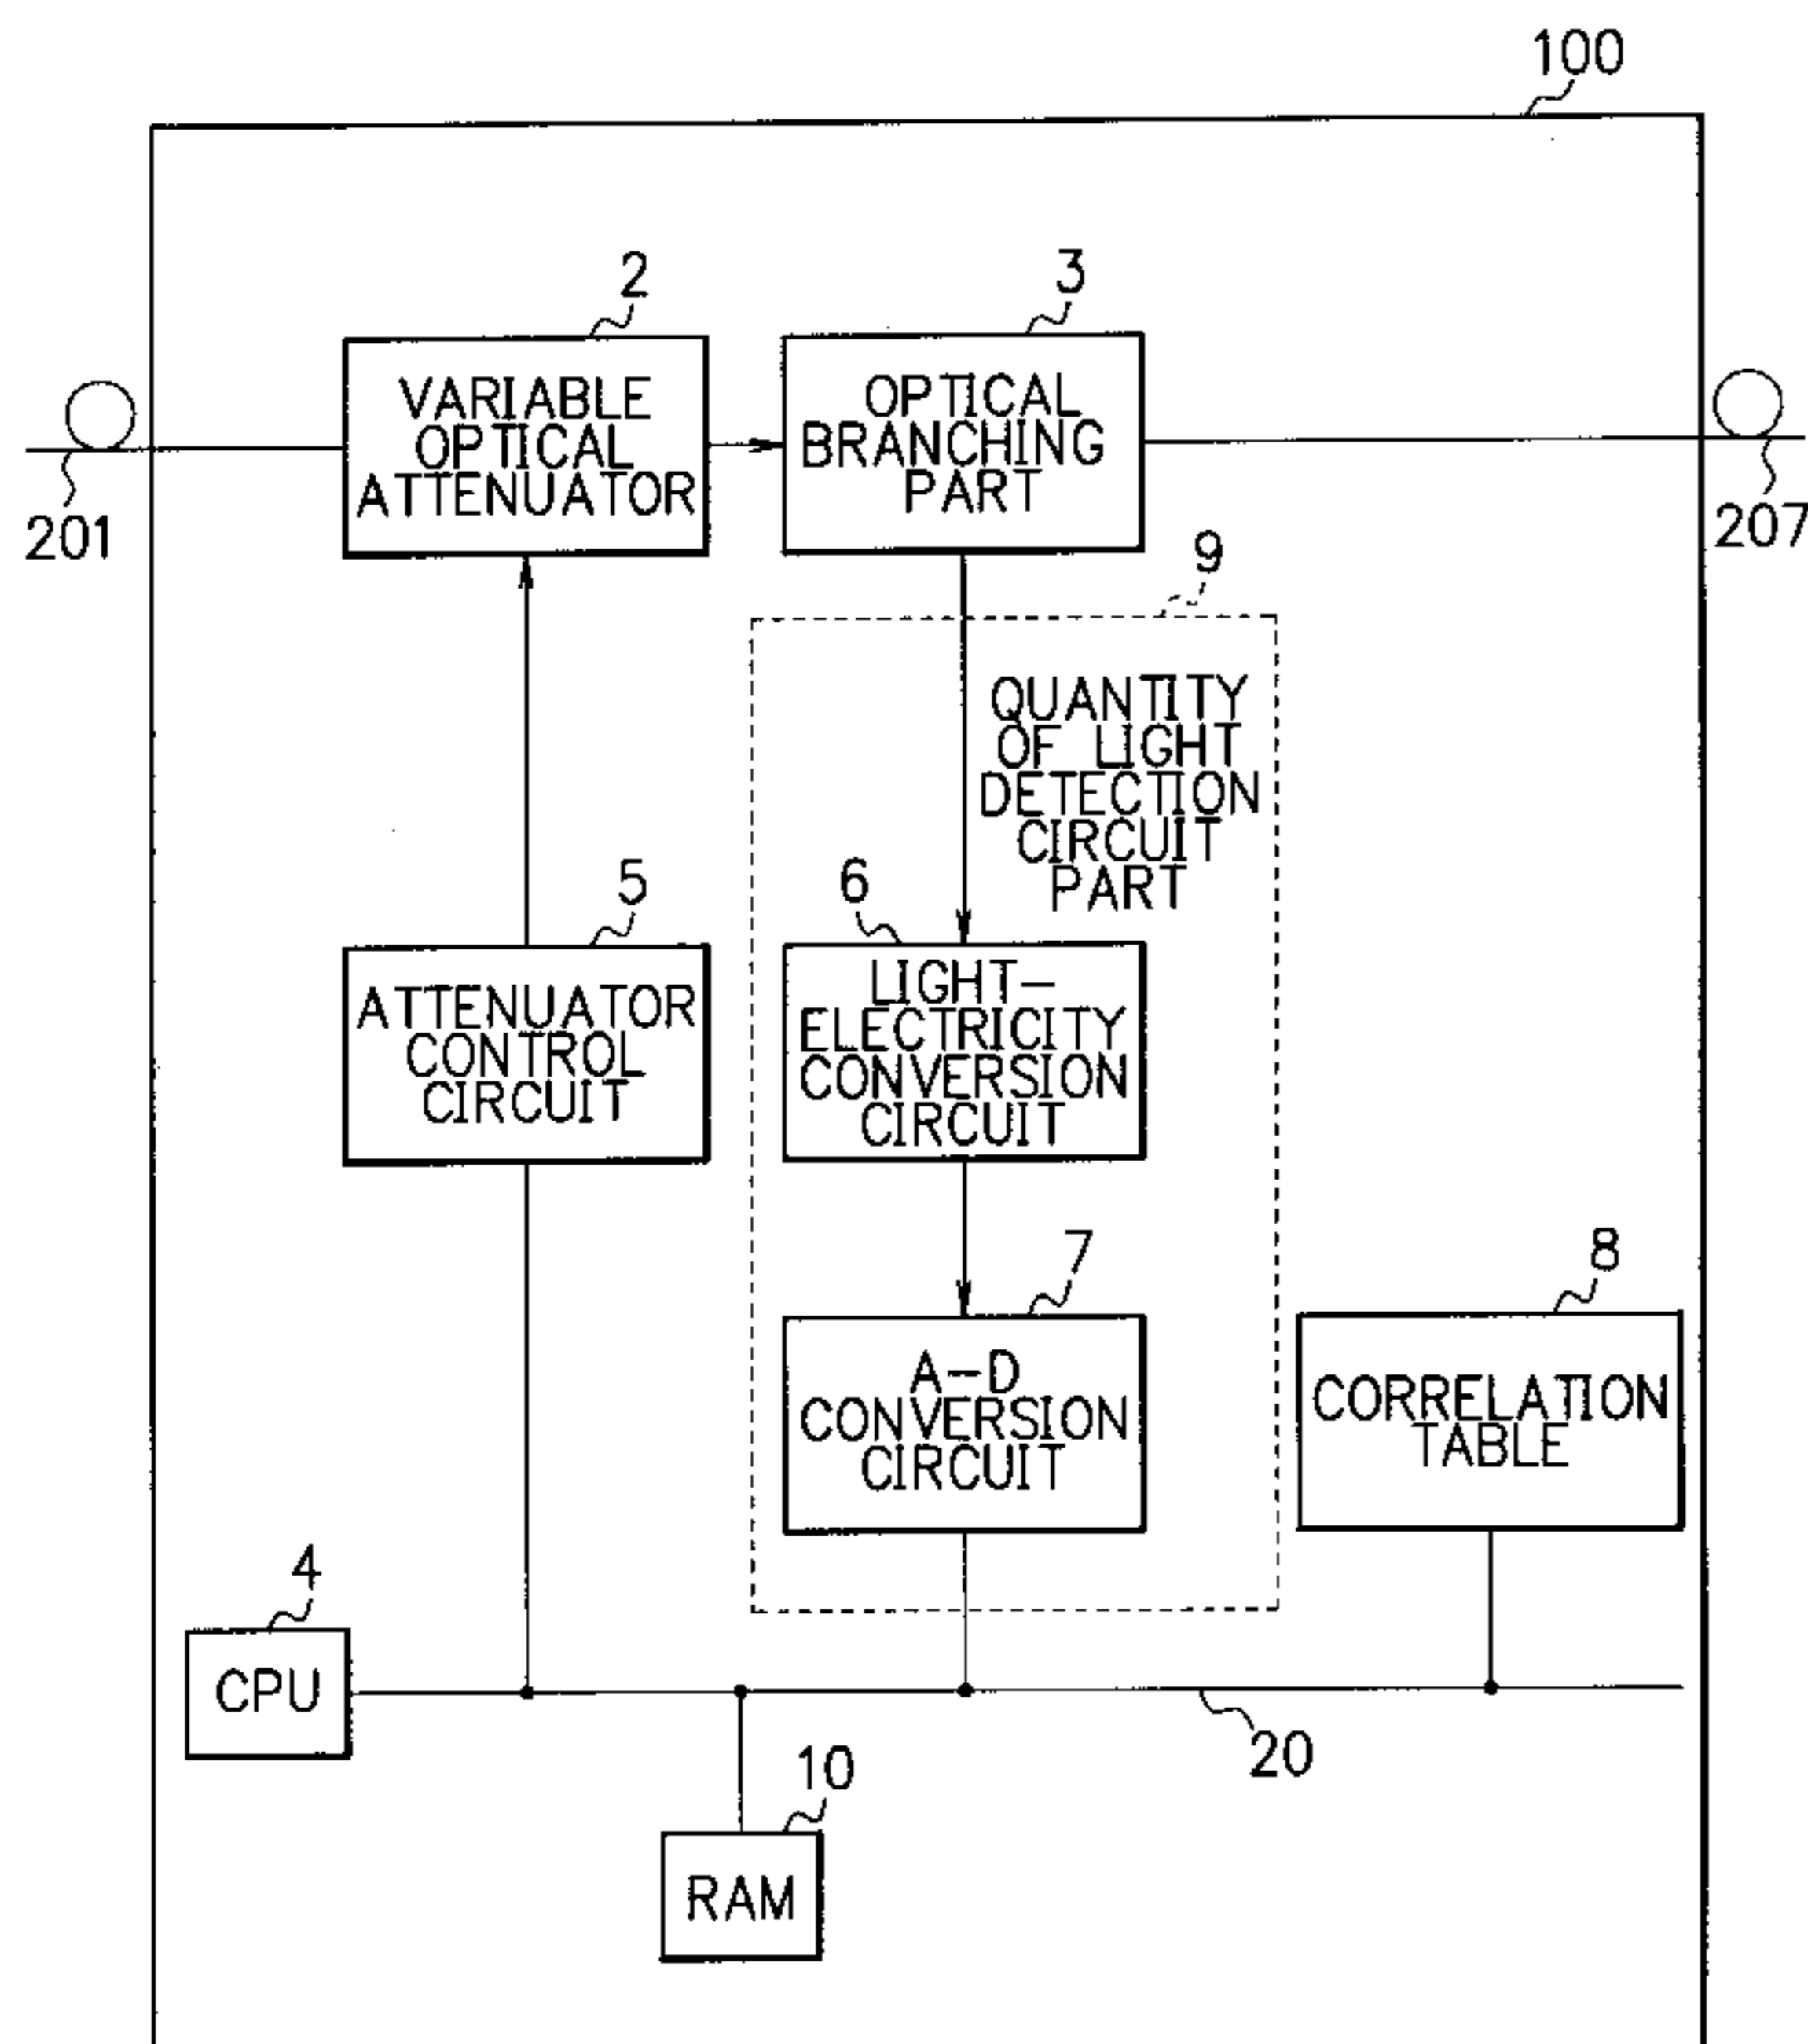 100
2
3
VARIABLE
OPTICAL
ATTENUATOR
OPTICAL
BRANCHING
PART
201
207
9
QUANTITY
OF LIGHT
DETECTION
CIRCUIT
PART
5
6
ATTENUATOR
CONTROL
CIRCUIT
LIGHT-
ELECTRICITY
CONVERSION
CIRCUIT
7
8
A-D
CONVERSION
CIRCUIT
CORRELATION
TABLE
4
CPU
20
10
RAM